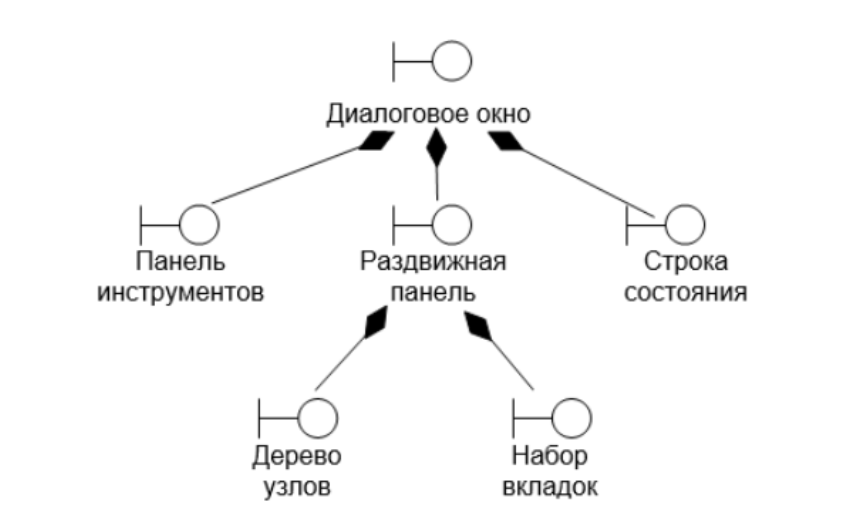 Диалоговое окно
Панель
инструментов
Раздвижная
панель
Строка
состояния
Дерево
узлов
Набор
вкладок